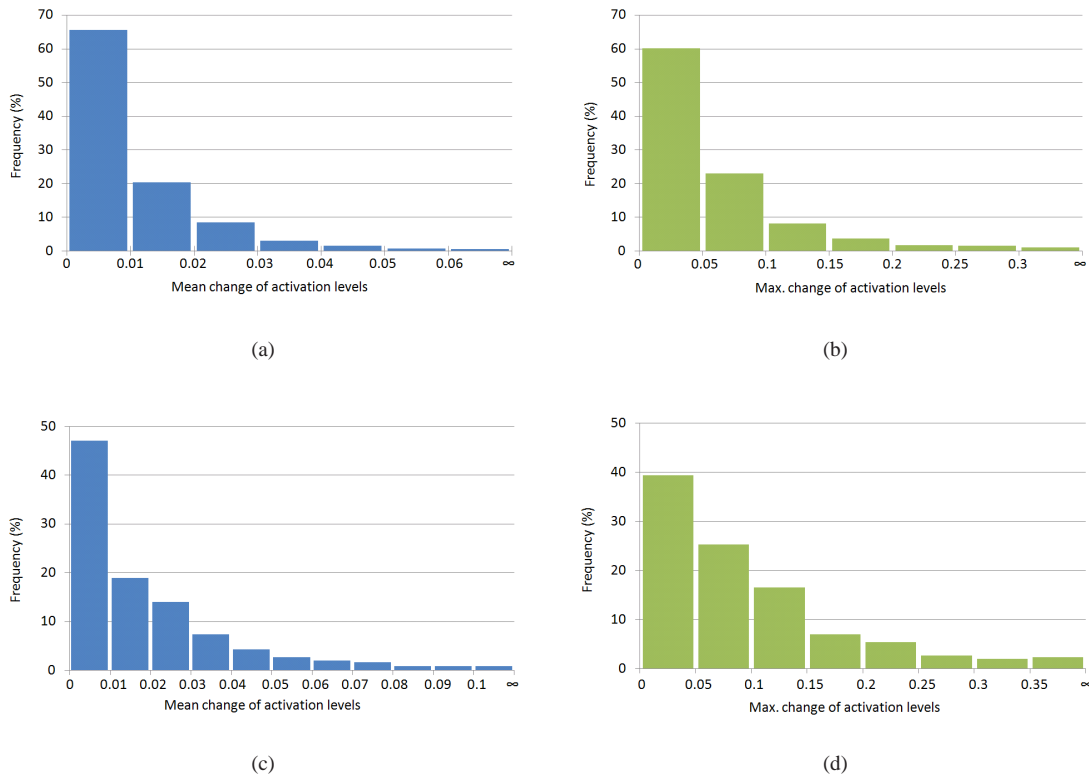 70
60
50
40
30
20
10
0
Frequency (%)
0 0.01 0.02 0.03 0.04 0.05 0.06 ∞
Mean change of activation levels
(a)
70
60
50
40
30
20
10
0
Frequency (%)
0 0.05 0.1 0.15 0.2 0.25 0.3 ∞
Max. change of activation levels
(b)
50
40
30
20
10
0
Frequency (%)
0 0.01 0.02 0.03 0.04 0.05 0.06 0.07 0.08 0.09 0.1 ∞
Mean change of activation levels
(c)
50
40
30
20
10
0
Frequency (%)
0 0.05 0.1 0.15 0.2 0.25 0.3 0.35 ∞
Max. change of activation levels
(d)